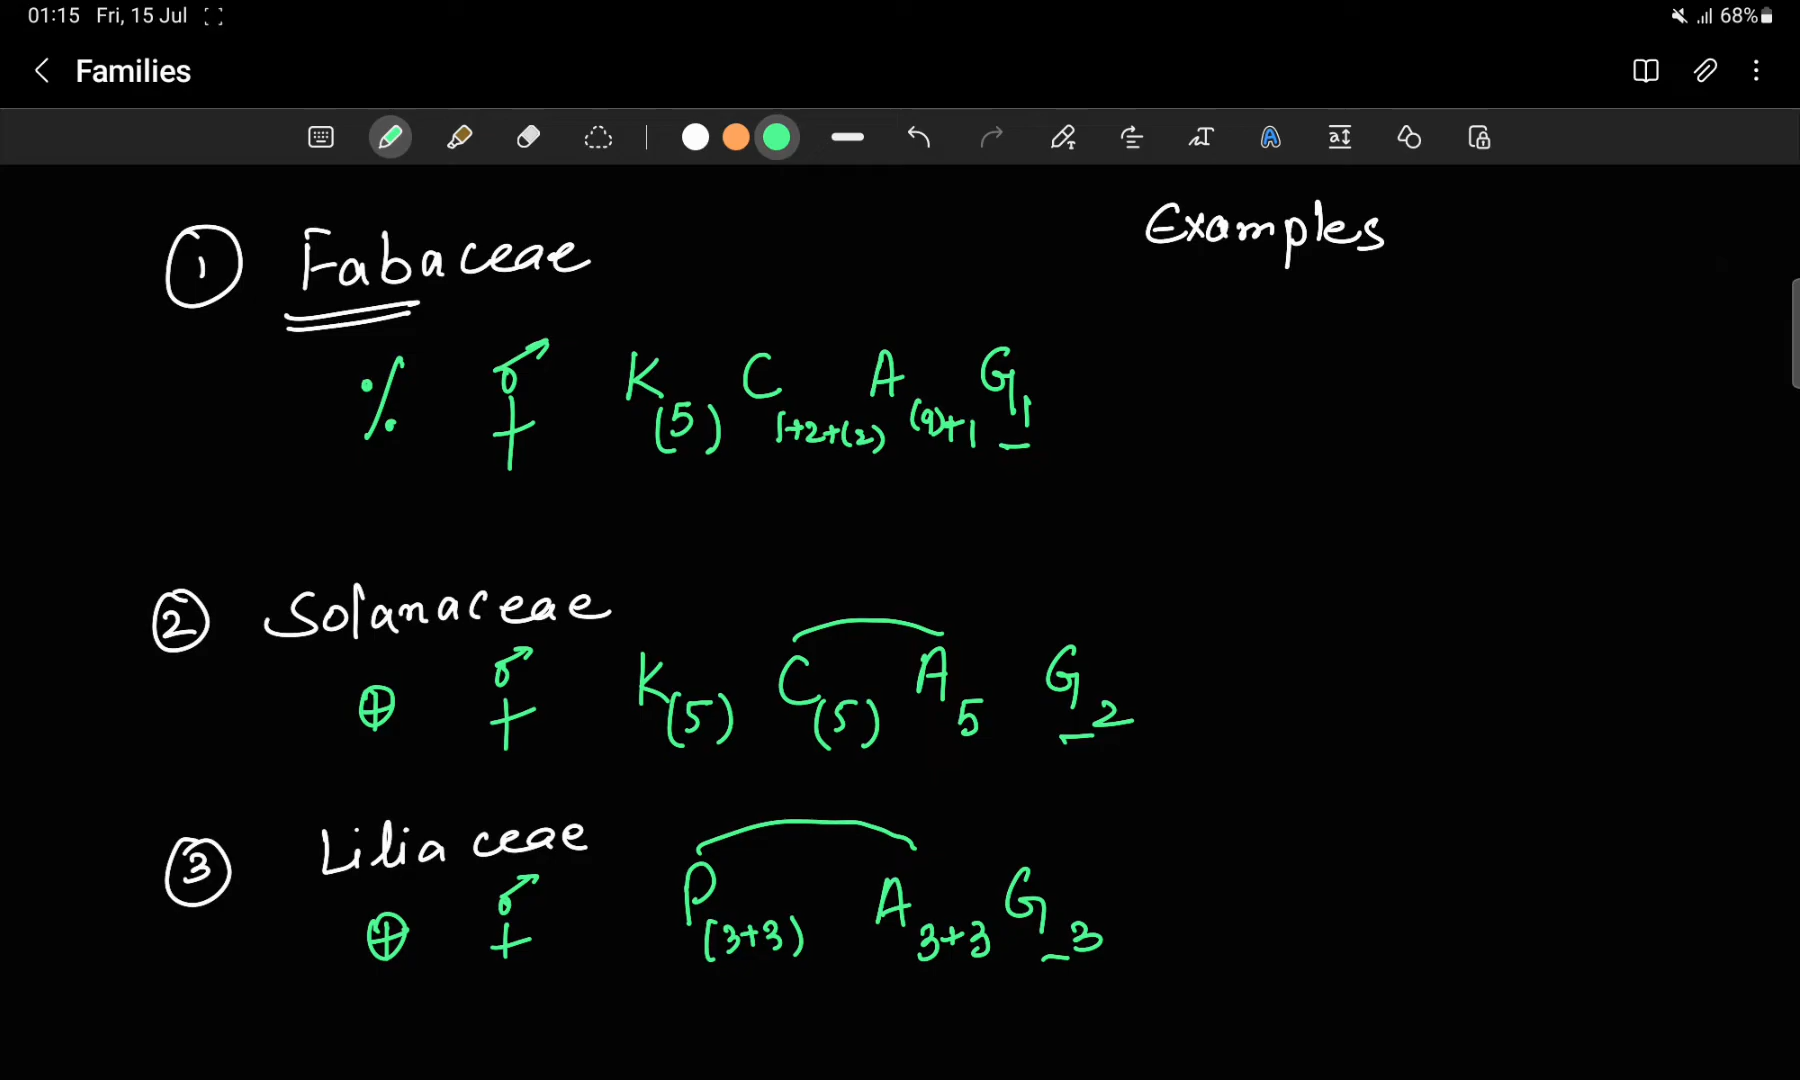 01:15 Fri, 15 Jul 68%
Families
① Fabaceae Examples
% ⚥ K(5) C1+2+(2) A(9)+1 G1
② Solanaceae
⊕ ⚥ K(5) C(5) A5 G2
③ Liliaceae
⊕ ⚥ P(3+3) A3+3 G3